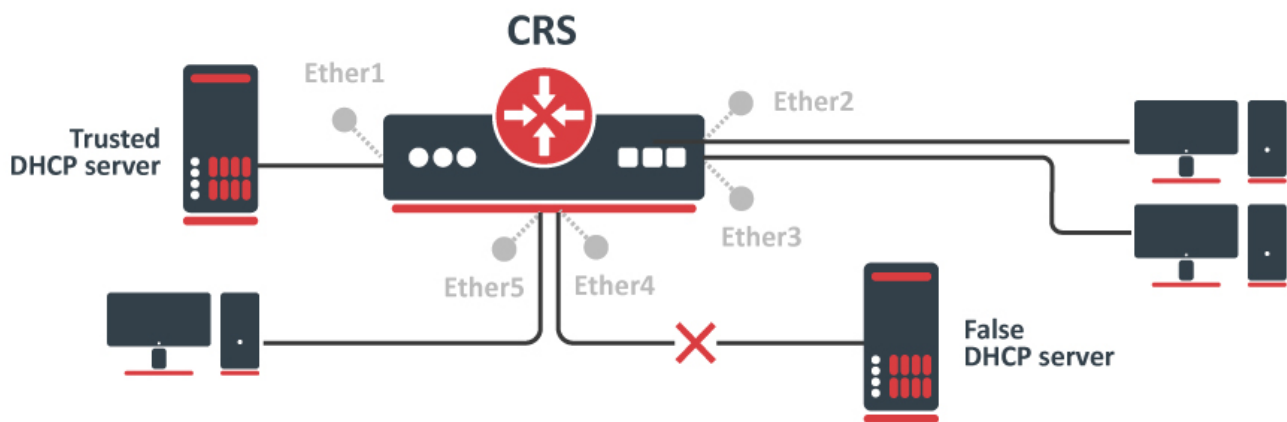 CRS
Ether1
Ether2
Trusted
DHCP server
Ether3
Ether5
Ether4
False
DHCP server